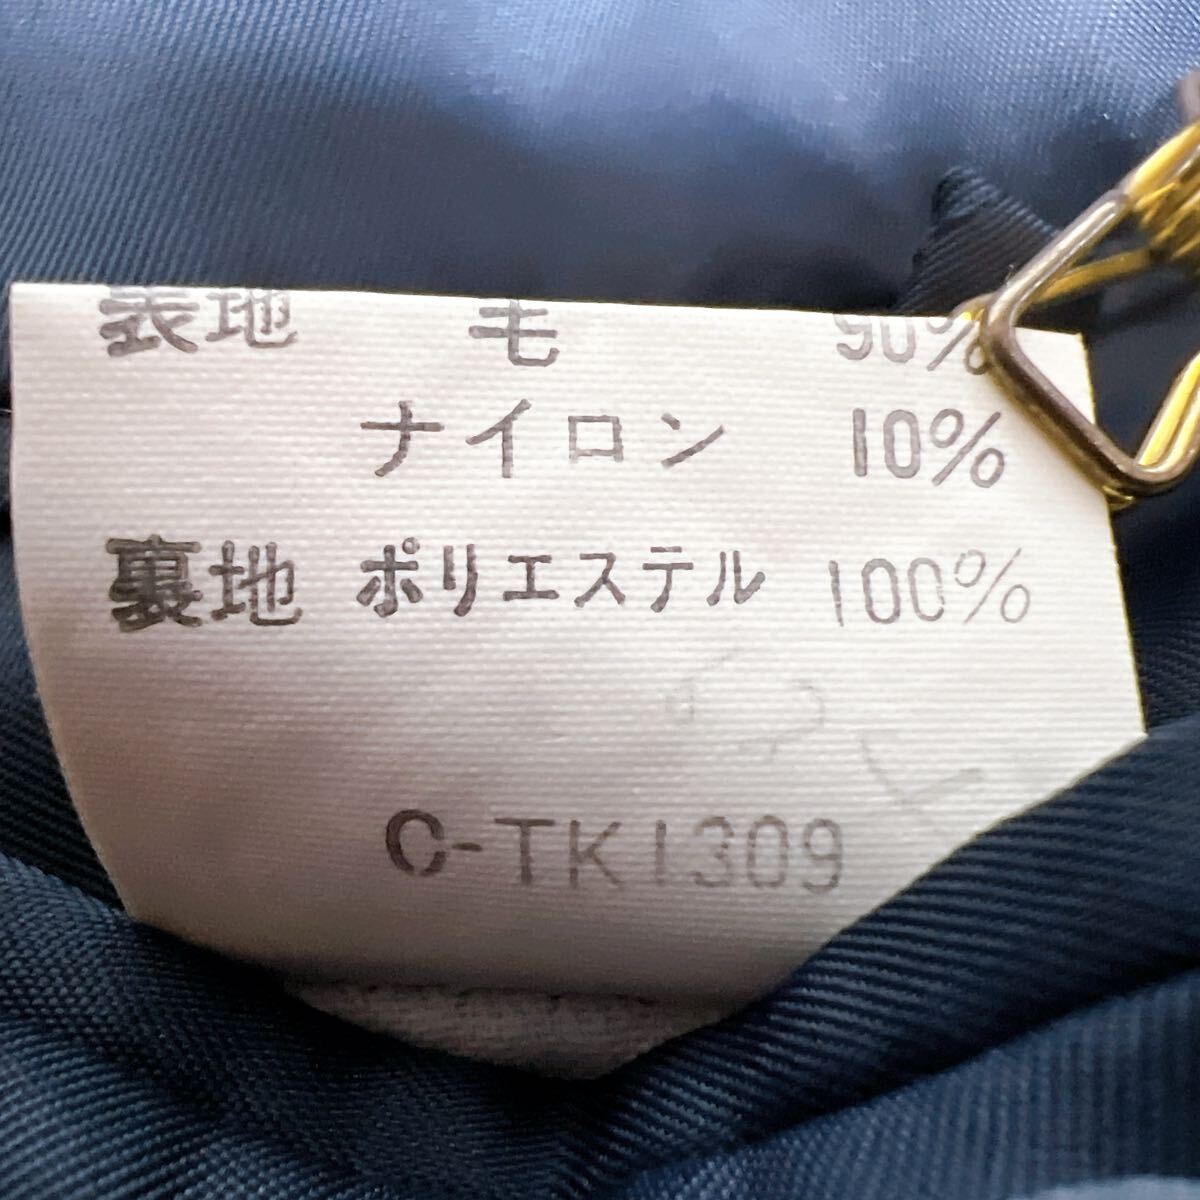 表地 毛 90%
ナイロン 10%
裏地 ポリエステル 100%
C-TK1309